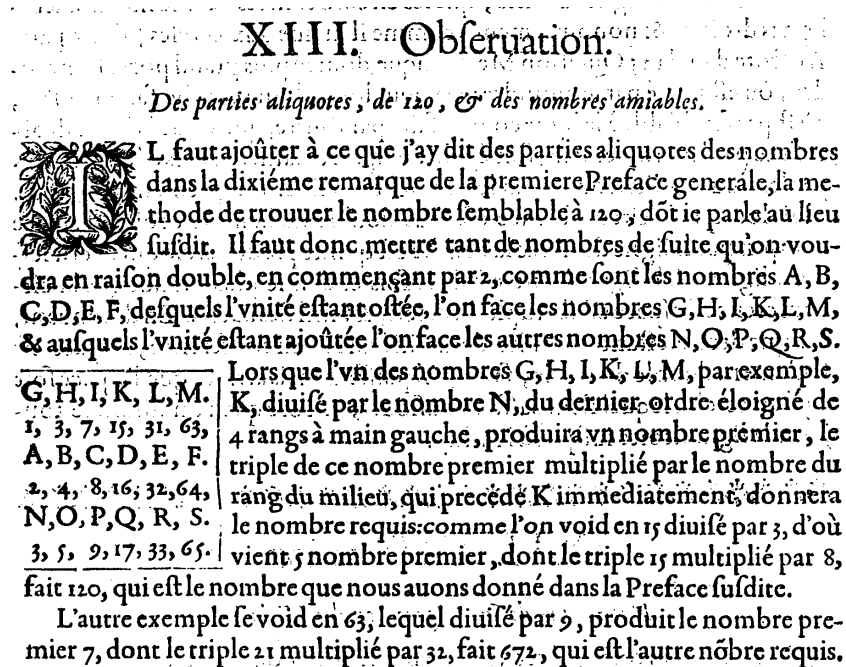 XIIII. Obſeruation.
Des parties aliquotes, de 120, & des nombres amiables.
IL faut ajoûter à ce que j'ay dit des parties aliquotes des nombres
dans la dixiéme remarque de la premiere Preface generale, la me-
thode de trouuer le nombre ſemblable à 120, dõt ie parle au lieu
ſuſdit. Il faut donc mettre tant de nombres de ſuite qu'on vou-
dra en raiſon double, en commençant par 2, comme ſont les nombres A, B,
C, D, E, F, deſquels l'vnité eſtant oſtée, l'on face les nombres G, H, I, K, L, M,
& auſquels l'vnité eſtant ajoûtée l'on face les autres nombres N, O, P, Q, R, S.
G, H, I, K, L, M.
1, 3, 7, 15, 31, 63,
A, B, C, D, E, F.
2, 4, 8, 16, 32, 64,
N, O, P, Q, R, S.
3, 5, 9, 17, 33, 65.
Lors que l'vn des nombres G, H, I, K, L, M, par exemple,
K, diuiſé par le nombre N, du dernier ordre éloigné de
4 rangs à main gauche, produira vn nombre premier, le
triple de ce nombre premier multiplié par le nombre du
rang du milieu, qui precede K immediatement, donnera
le nombre requis: comme l'on void en 15 diuiſé par 3, d'où
vient 5 nombre premier, dont le triple 15 multiplié par 8,
fait 120, qui eſt le nombre que nous auons donné dans la Preface ſuſdite.
L'autre exemple ſe void en 63, lequel diuiſé par 9, produit le nombre pre-
mier 7, dont le triple 21 multiplié par 32, fait 672, qui eſt l'autre nõbre requis.